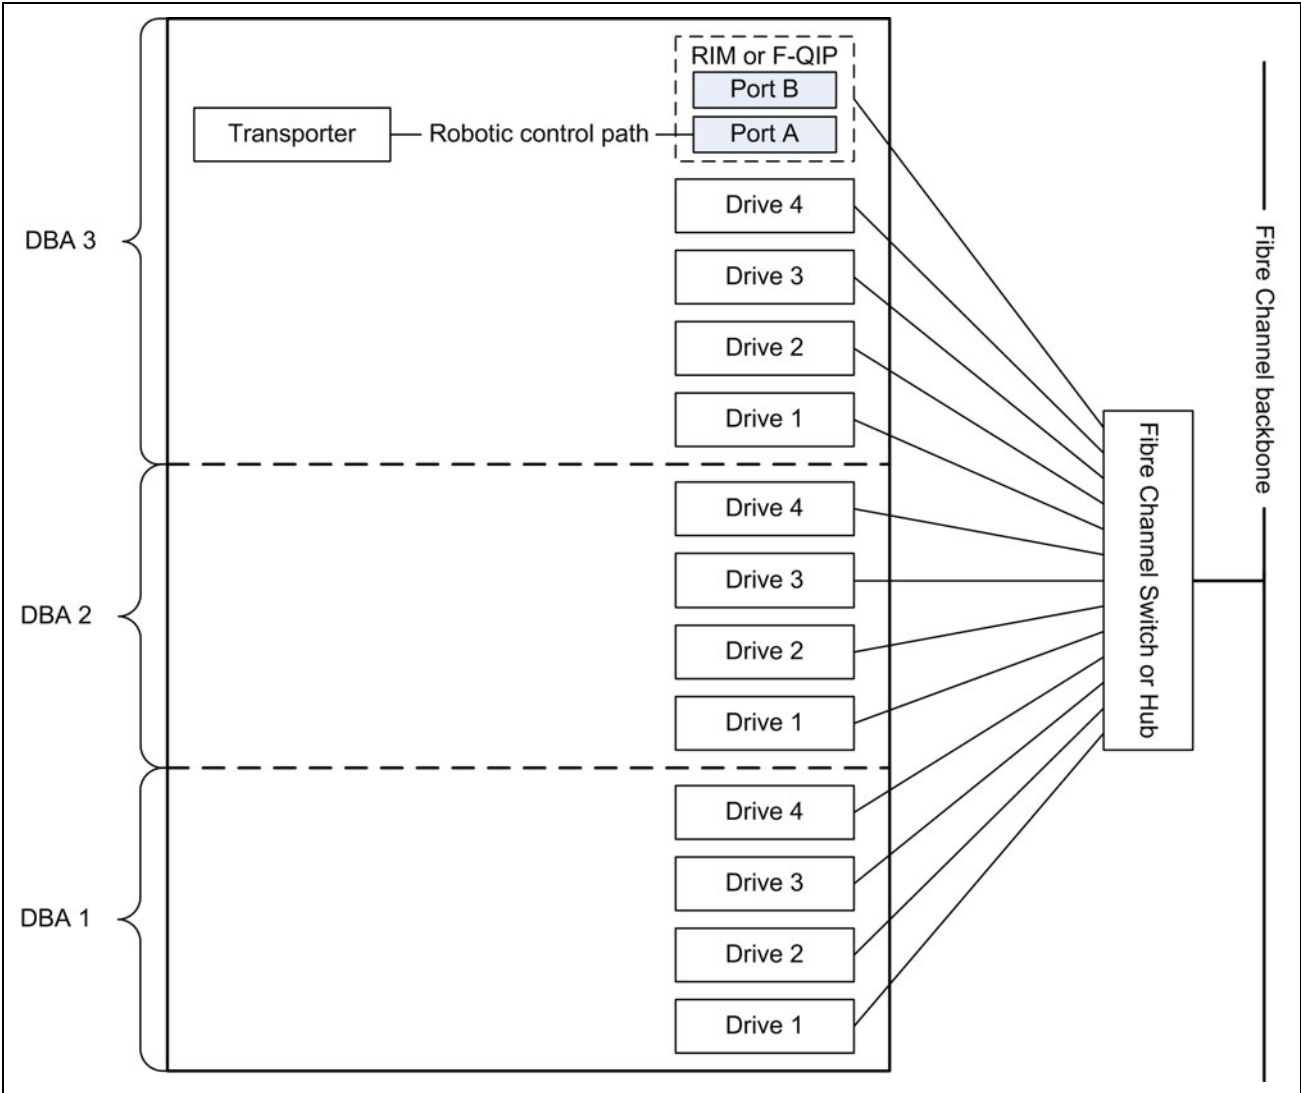 RIM or F-QIP
Port B
Transporter
Robotic control path
Port A
Drive 4
DBA 3
Drive 3
Drive 2
Drive 1
Drive 4
Drive 3
DBA 2
Drive 2
Drive 1
Drive 4
Drive 3
DBA 1
Drive 2
Drive 1
Fibre Channel Switch or Hub
Fibre Channel backbone